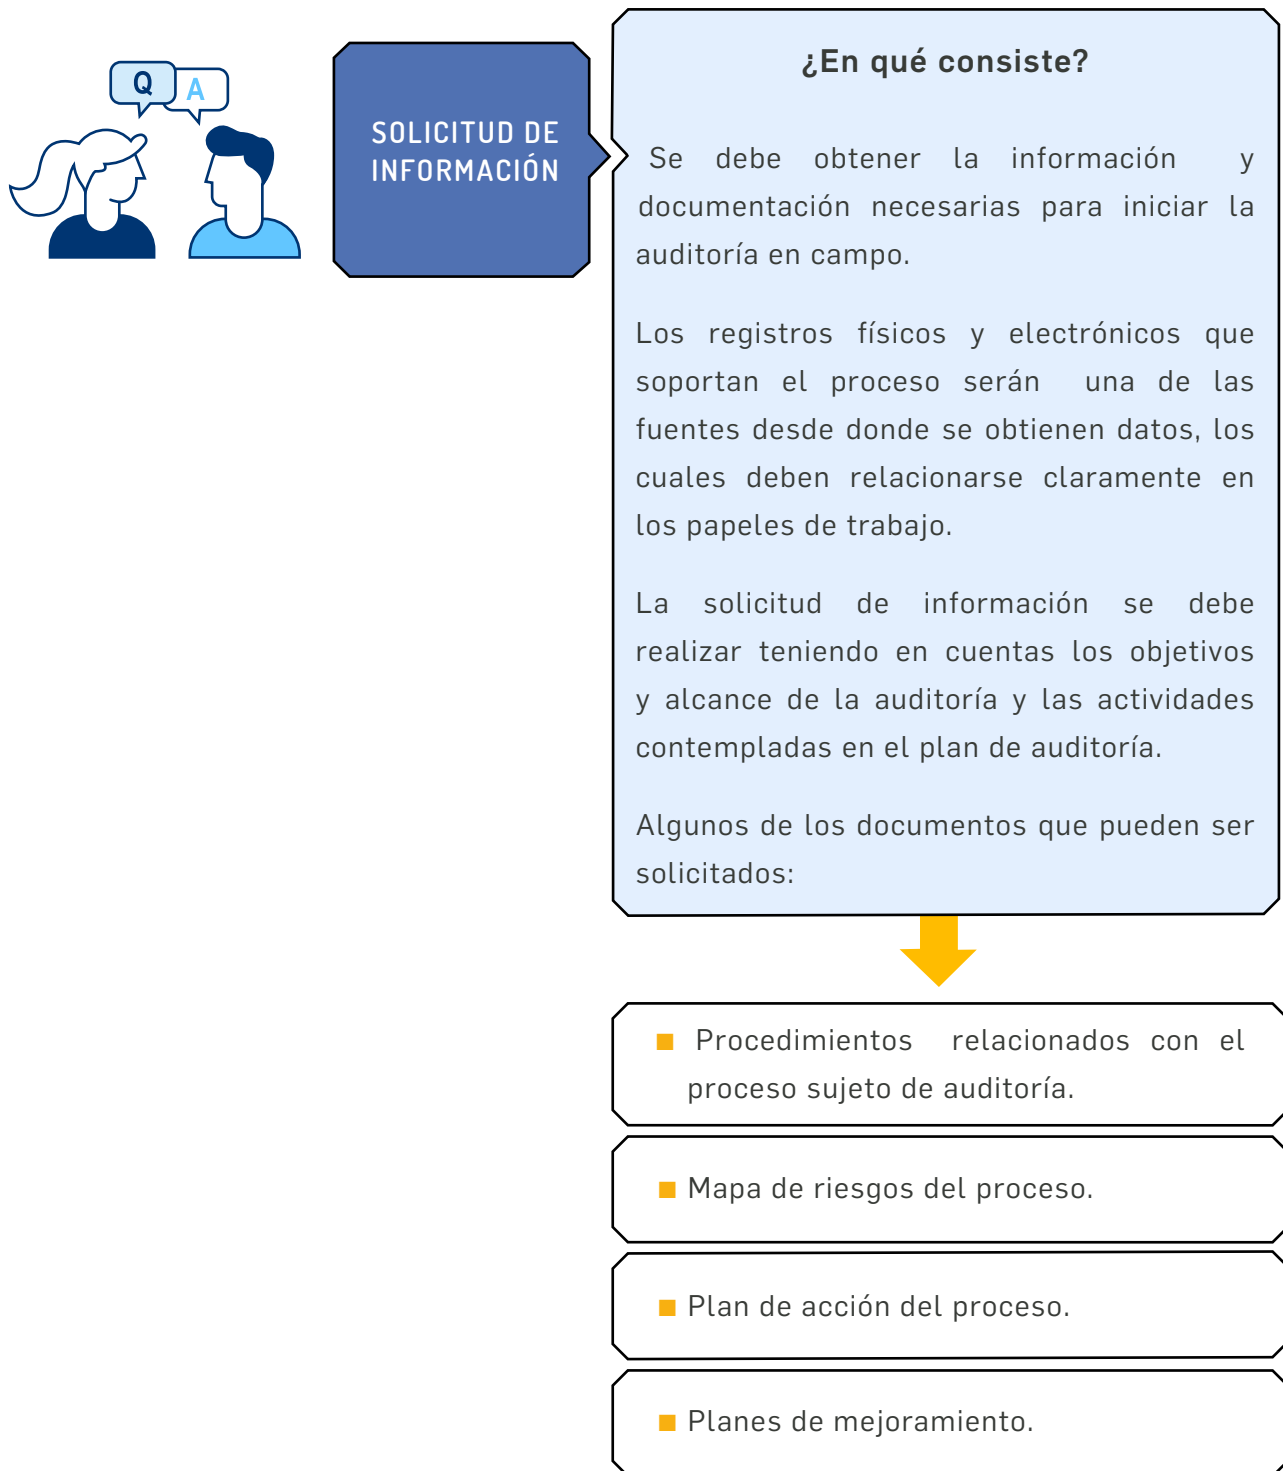 Q
A
SOLICITUD DE
INFORMACIÓN
¿En qué consiste?
Se debe obtener la información y
documentación necesarias para iniciar la
auditoría en campo.
Los registros físicos y electrónicos que
soportan el proceso serán una de las
fuentes desde donde se obtienen datos, los
cuales deben relacionarse claramente en
los papeles de trabajo.
La solicitud de información se debe
realizar teniendo en cuentas los objetivos
y alcance de la auditoría y las actividades
contempladas en el plan de auditoría.
Algunos de los documentos que pueden ser
solicitados:
Procedimientos relacionados con el
proceso sujeto de auditoría.
Mapa de riesgos del proceso.
Plan de acción del proceso.
Planes de mejoramiento.